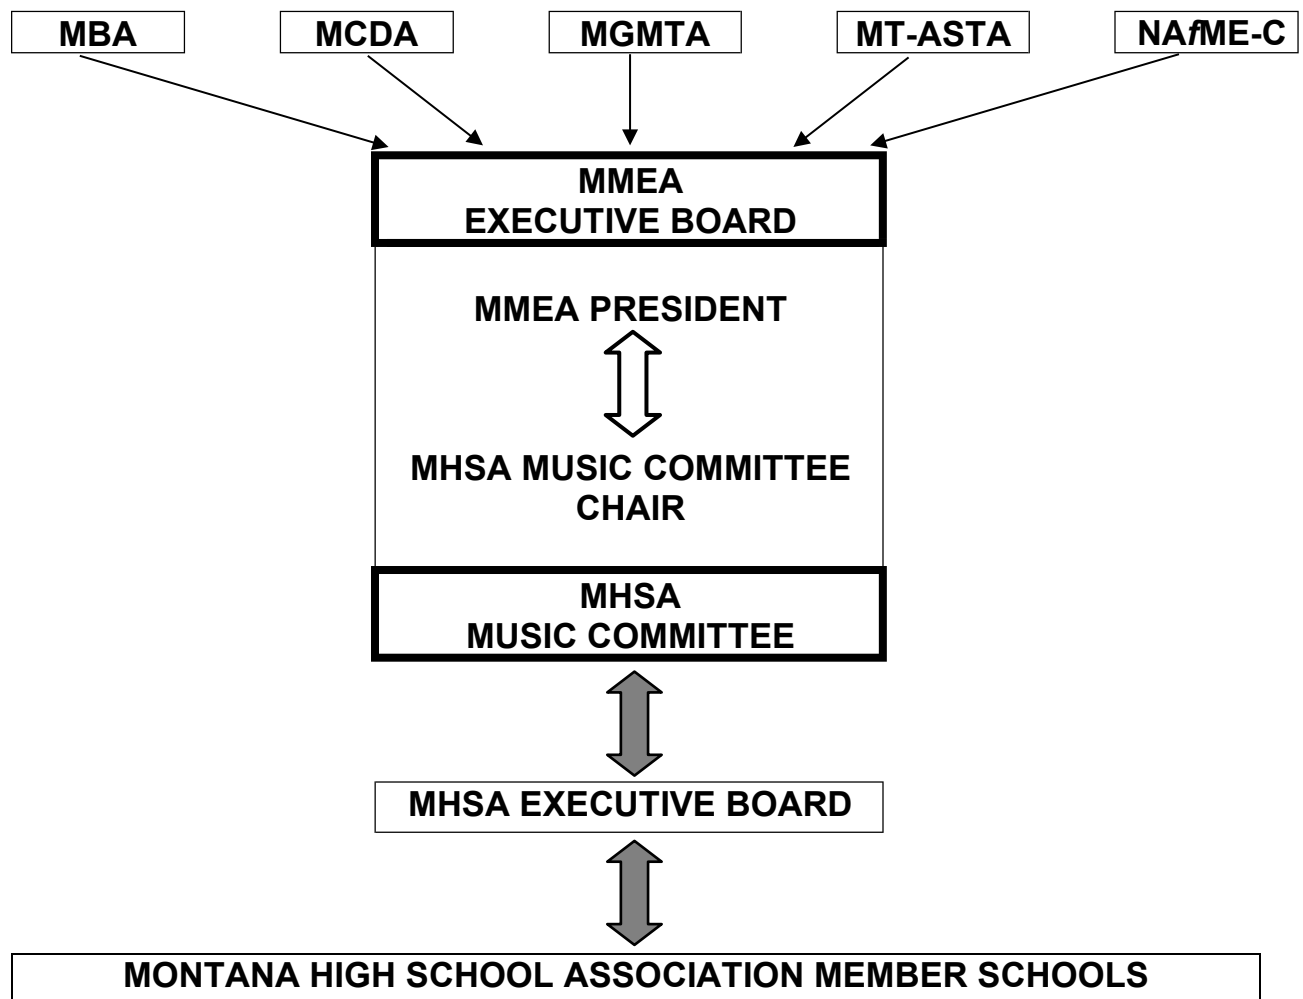 MBA MCDA MGMTA MT-ASTA NAfME-C
MMEA
EXECUTIVE BOARD
MMEA PRESIDENT
MHSA MUSIC COMMITTEE
CHAIR
MHSA
MUSIC COMMITTEE
MHSA EXECUTIVE BOARD
MONTANA HIGH SCHOOL ASSOCIATION MEMBER SCHOOLS